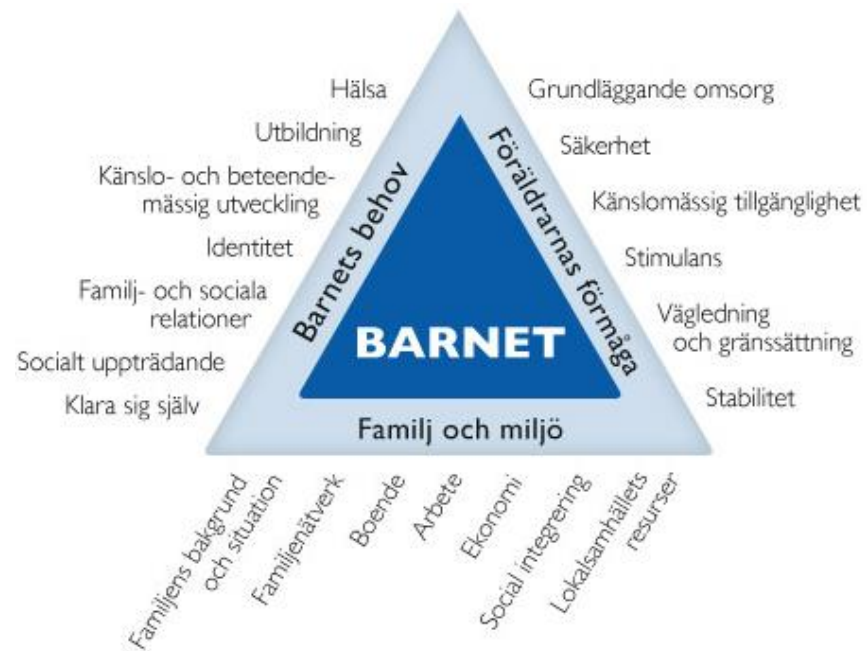 Hälsa
Utbildning
Känslo- och beteende-
mässig utveckling
Identitet
Familj- och sociala
relationer
Socialt uppträdande
Klara sig själv
Barnets behov
BARNET
Föräldrarnas förmåga
Grundläggande omsorg
Säkerhet
Känslomässig tillgänglighet
Stimulans
Vägledning
och gränssättning
Stabilitet
Familj och miljö
Familjens bakgrund
och situation
Familjenätverk
Boende
Arbete
Ekonomi
Social integrering
Lokalsamhällets
resurser